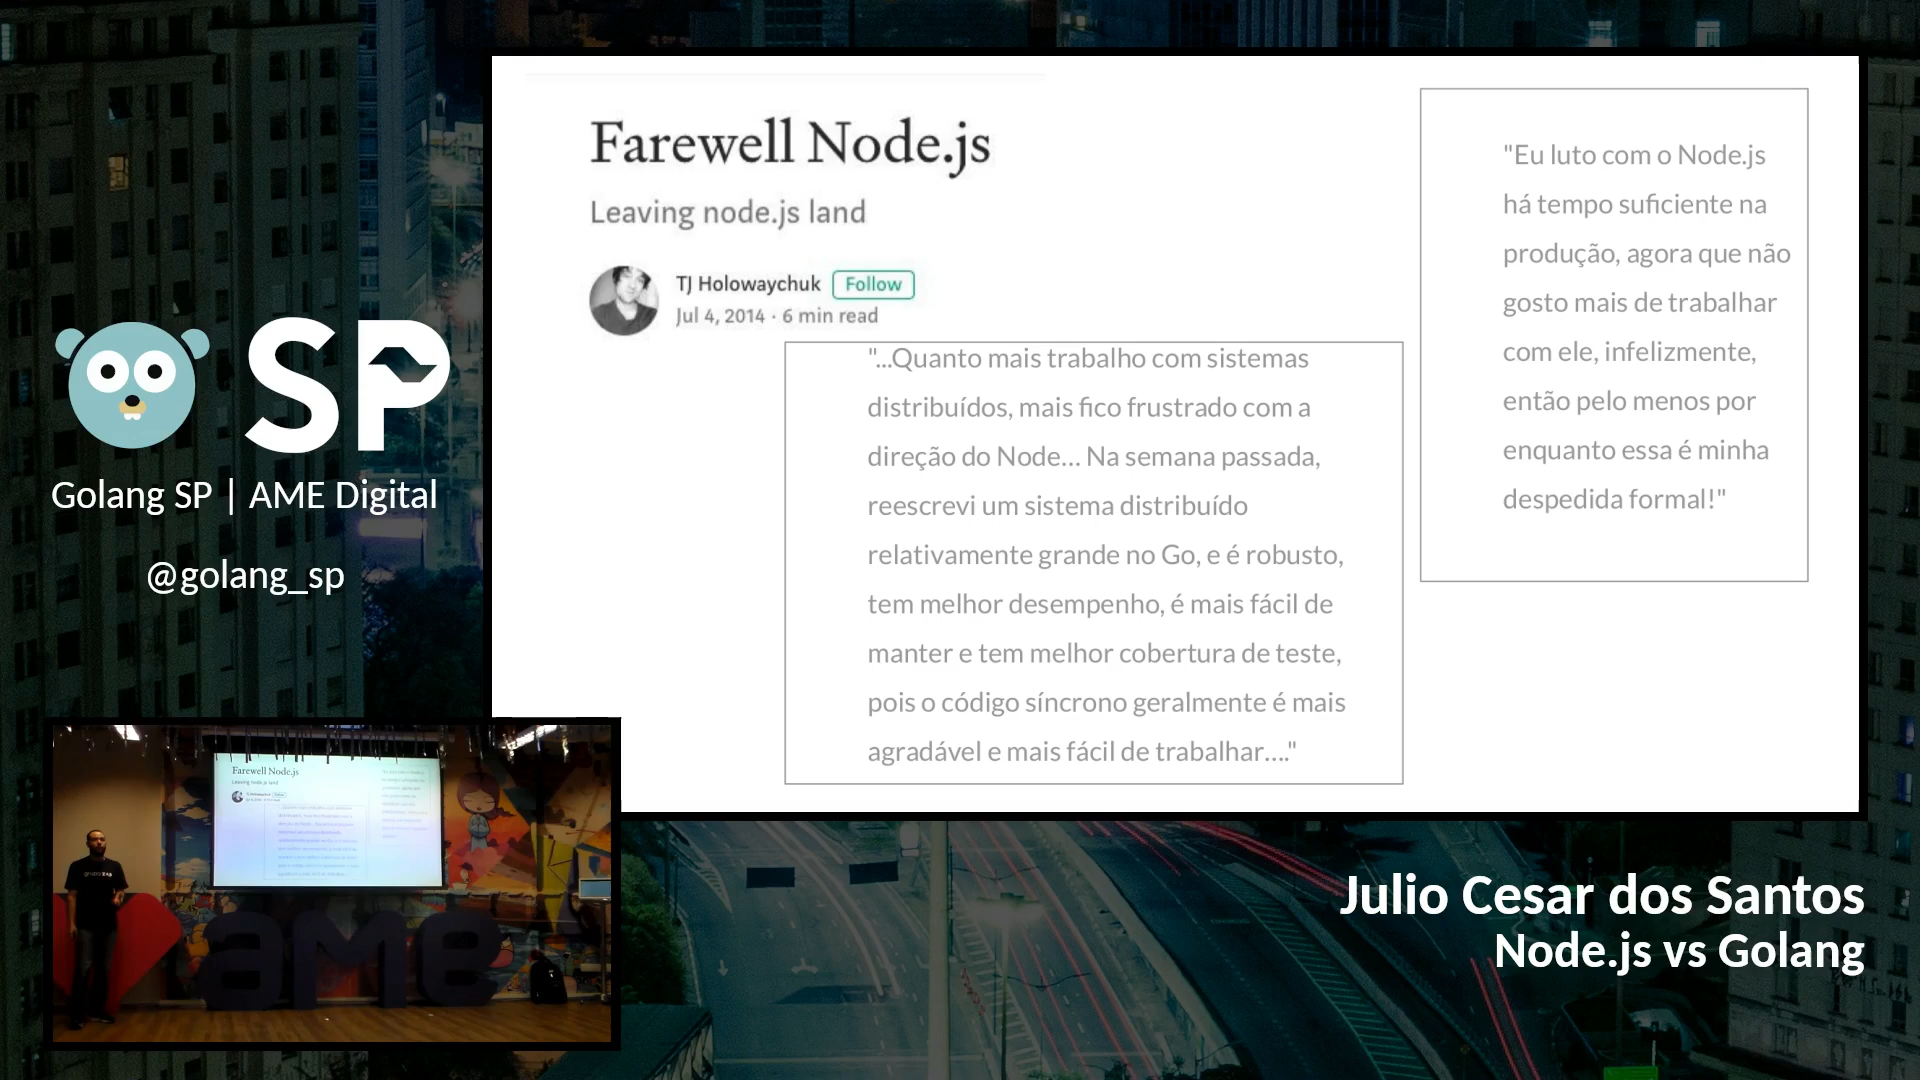 Farewell Node.js
Leaving node.js land
TJ Holowaychuk Follow
Jul 4, 2014 · 6 min read
"...Quanto mais trabalho com sistemas
distribuídos, mais fico frustrado com a
direção do Node... Na semana passada,
reescrevi um sistema distribuído
relativamente grande no Go, e é robusto,
tem melhor desempenho, é mais fácil de
manter e tem melhor cobertura de teste,
pois o código síncrono geralmente é mais
agradável e mais fácil de trabalhar...."
"Eu luto com o Node.js
há tempo suficiente na
produção, agora que não
gosto mais de trabalhar
com ele, infelizmente,
então pelo menos por
enquanto essa é minha
despedida formal!"
SP
Golang SP | AME Digital
@golang_sp
Farewell Node.js
Leaving node.js land
ame
Julio Cesar dos Santos
Node.js vs Golang